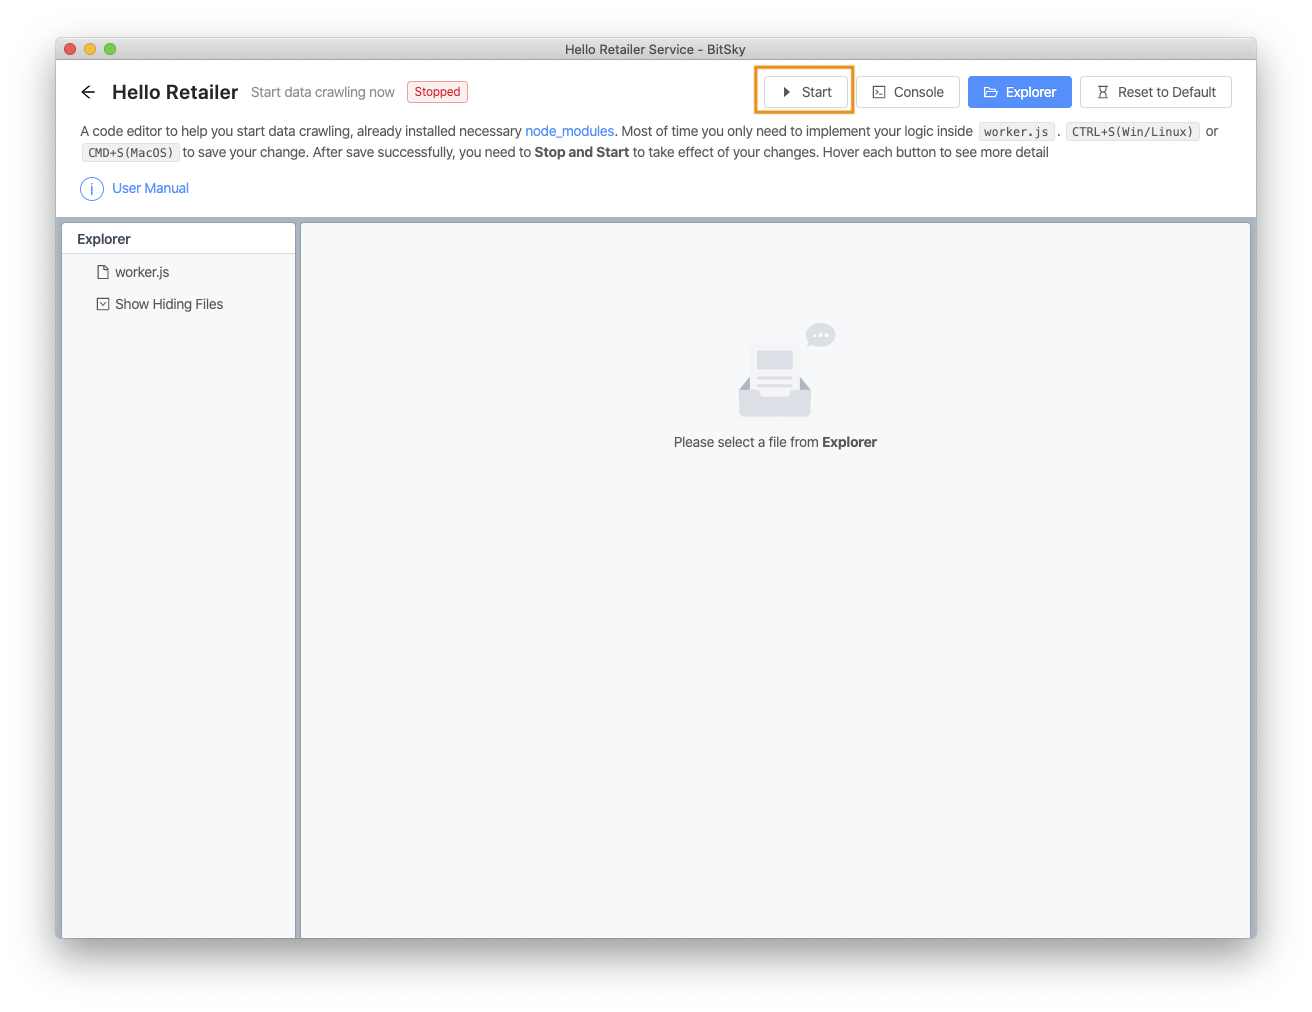 Hello Retailer Service - BitSky
Hello Retailer Start data crawling now Stopped Start Console Explorer Reset to Default
A code editor to help you start data crawling, already installed necessary node_modules. Most of time you only need to implement your logic inside worker.js . CTRL+S(Win/Linux) or
CMD+S(MacOS) to save your change. After save successfully, you need to Stop and Start to take effect of your changes. Hover each button to see more detail
User Manual
Explorer
worker.js
Show Hiding Files
Please select a file from Explorer